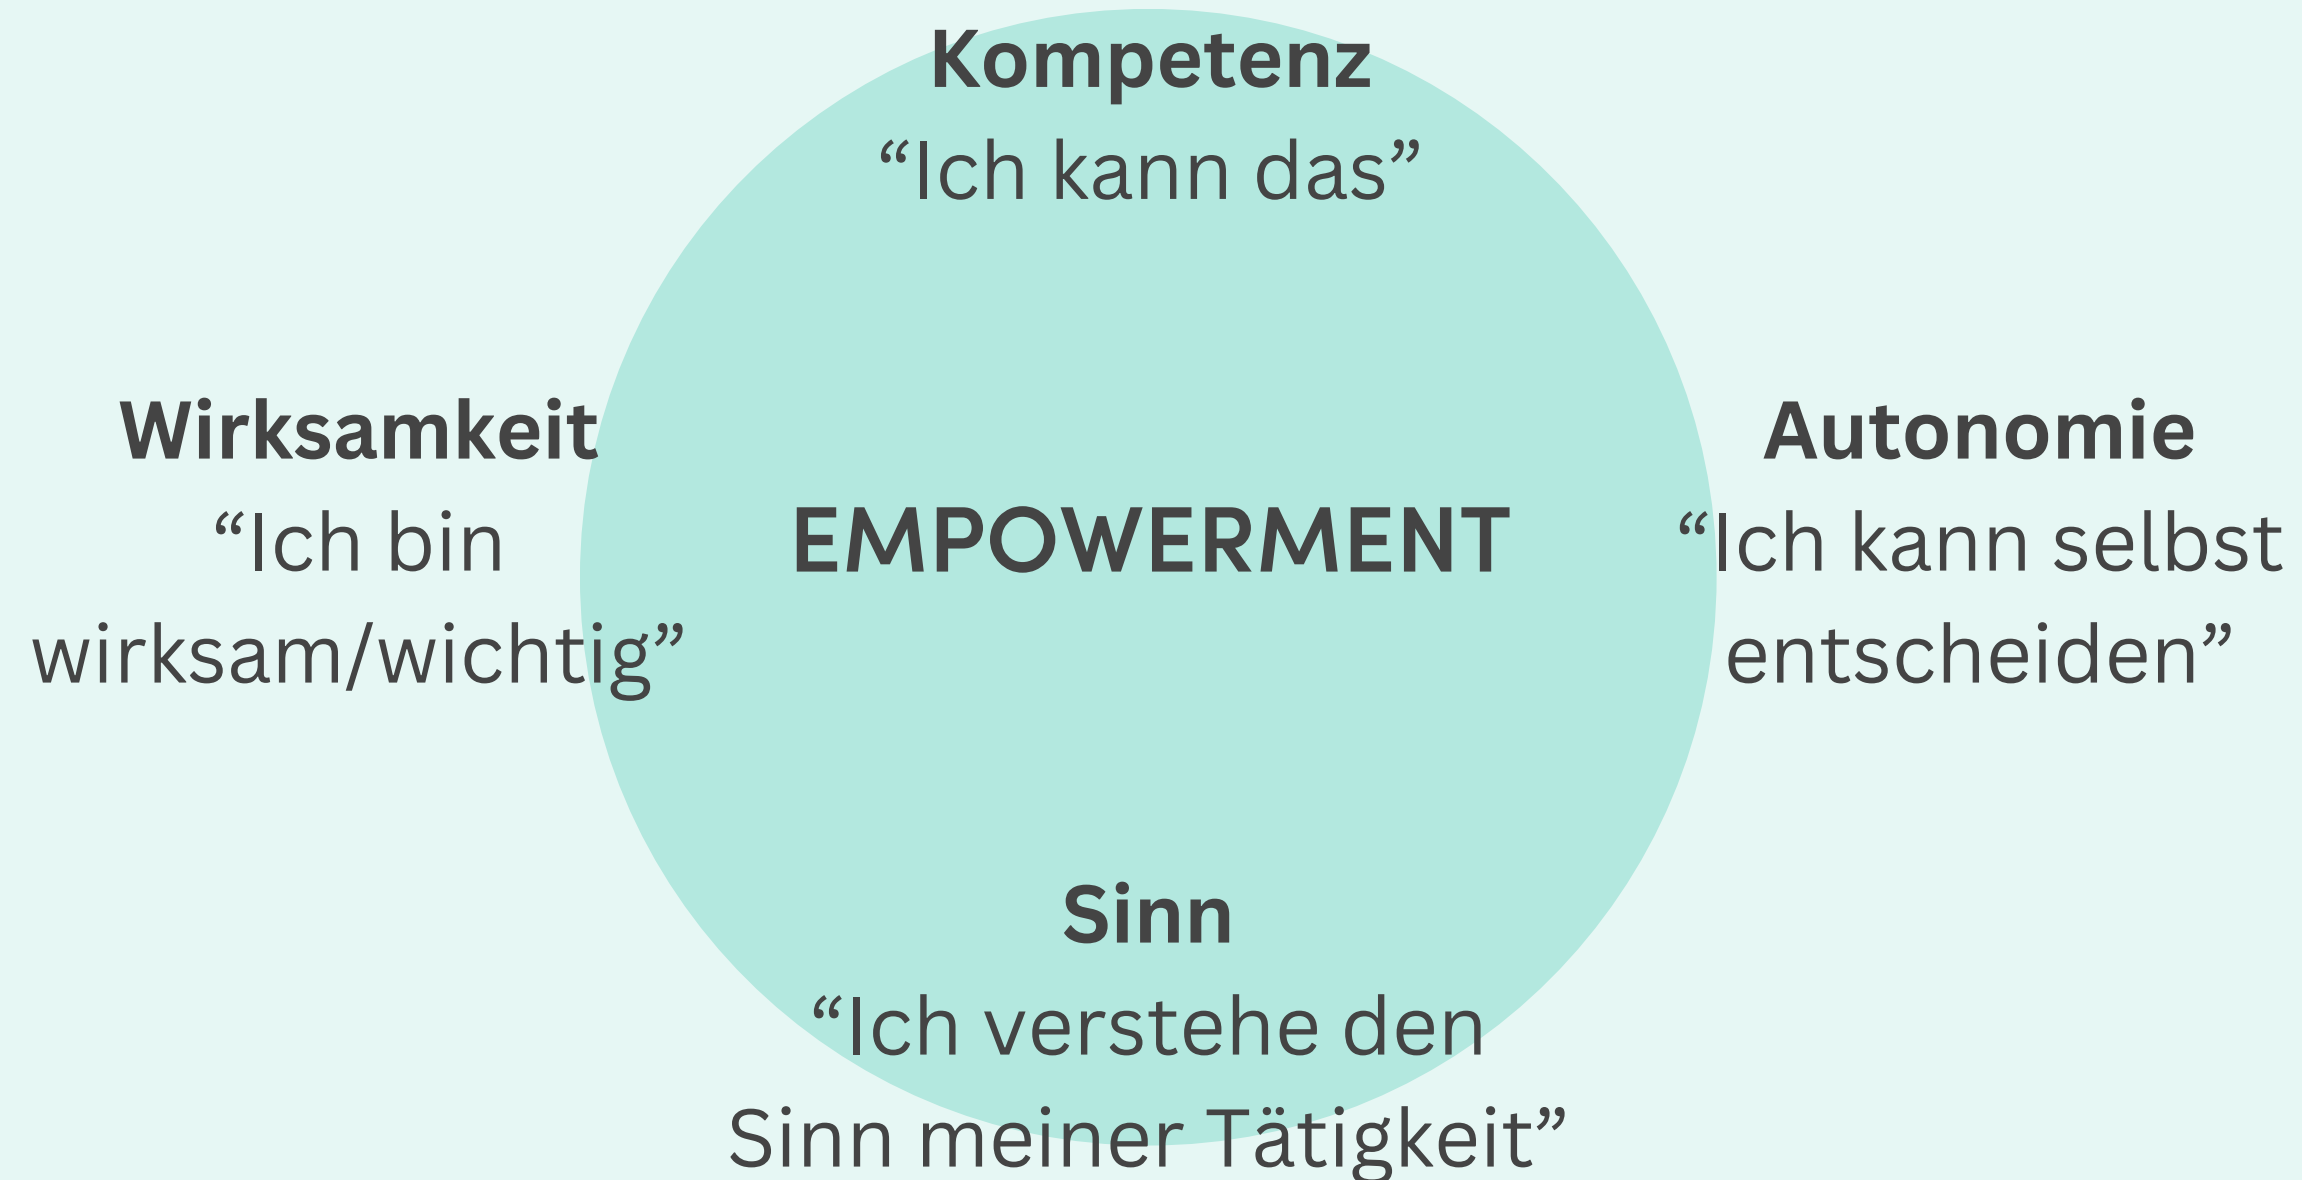 Kompetenz
“Ich kann das”
Wirksamkeit
“Ich bin
wirksam/wichtig”
EMPOWERMENT
Autonomie
“Ich kann selbst
entscheiden”
Sinn
“Ich verstehe den
Sinn meiner Tätigkeit”